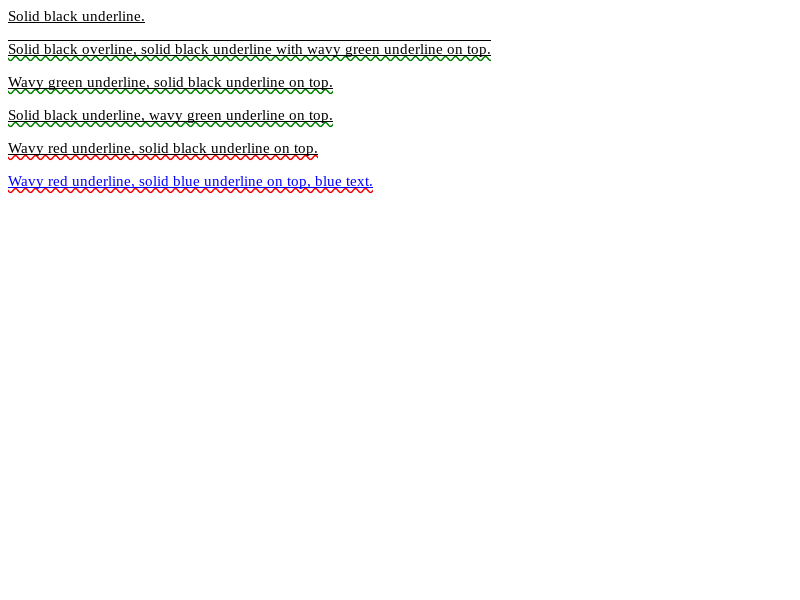 Solid black underline.
Solid black overline, solid black underline with wavy green underline on top.
Wavy green underline, solid black underline on top.
Solid black underline, wavy green underline on top.
Wavy red underline, solid black underline on top.
Wavy red underline, solid blue underline on top, blue text.